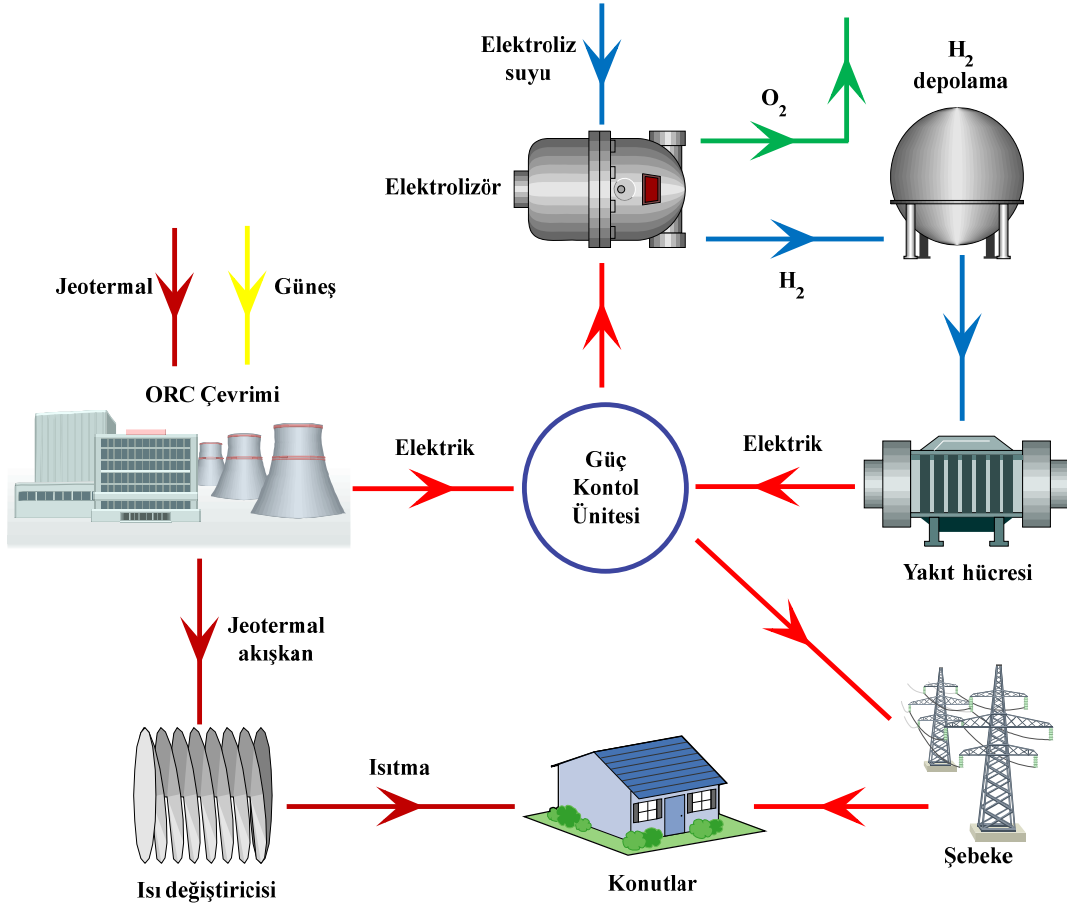 Elektroliz
suyu
H2
depolama
O2
Elektrolizör
H2
Jeotermal
Güneş
ORC Çevrimi
Elektrik
Güç
Kontol
Ünitesi
Elektrik
Yakıt hücresi
Jeotermal
akışkan
Isıtma
Isı değiştiricisi
Konutlar
Şebeke